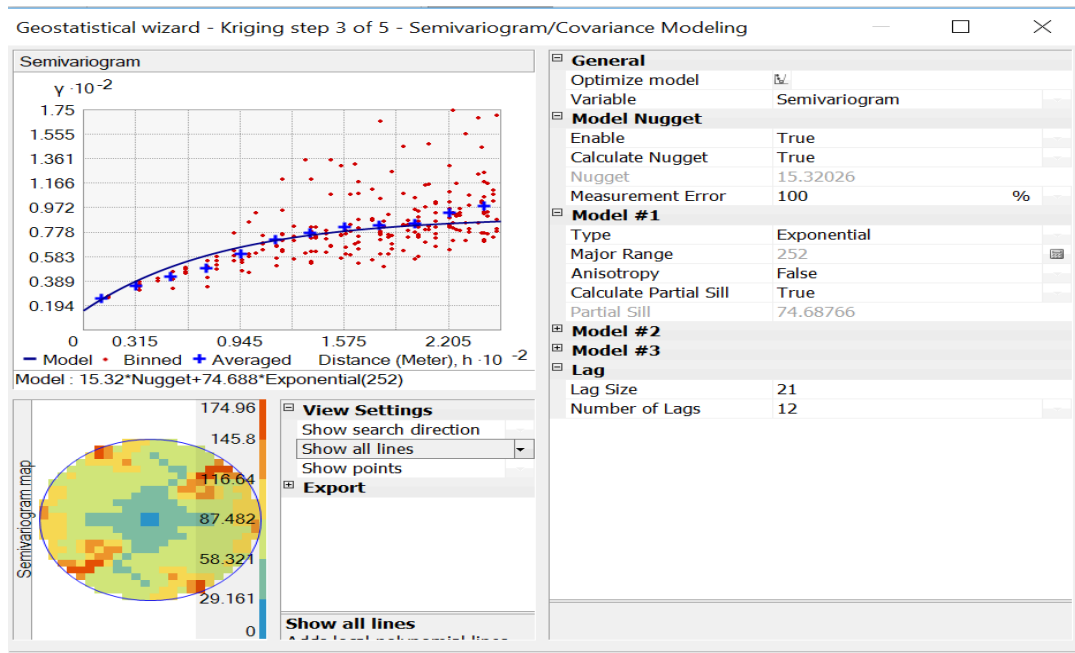 Geostatistical wizard - Kriging step 3 of 5 - Semivariogram/Covariance Modeling
Semivariogram
γ ·10 -2
1.75
1.555
1.361
1.166
0.972
0.778
0.583
0.389
0.194
0 0.315 0.945 1.575 2.205
Model Binned Averaged Distance (Meter), h ·10 -2
Model : 15.32*Nugget+74.688*Exponential(252)
Semivariogram map
174.96
145.8
116.64
87.482
58.321
29.161
0
View Settings
Show search direction
Show all lines
Show points
Export
Show all lines
General
Optimize model
Variable Semivariogram
Model Nugget
Enable True
Calculate Nugget True
Nugget 15.32026
Measurement Error 100 %
Model #1
Type Exponential
Major Range 252
Anisotropy False
Calculate Partial Sill True
Partial Sill 74.68766
Model #2
Model #3
Lag
Lag Size 21
Number of Lags 12